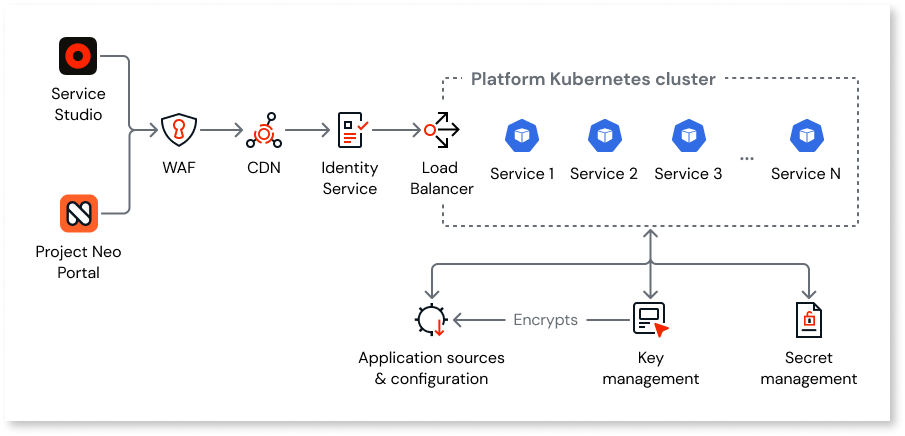 Platform Kubernetes cluster
Service
Studio
WAF
CDN
Identity
Service
Load
Balancer
Service 1
Service 2
Service 3
...
Service N
Project Neo
Portal
Encrypts
Application sources
& configuration
Key
management
Secret
management